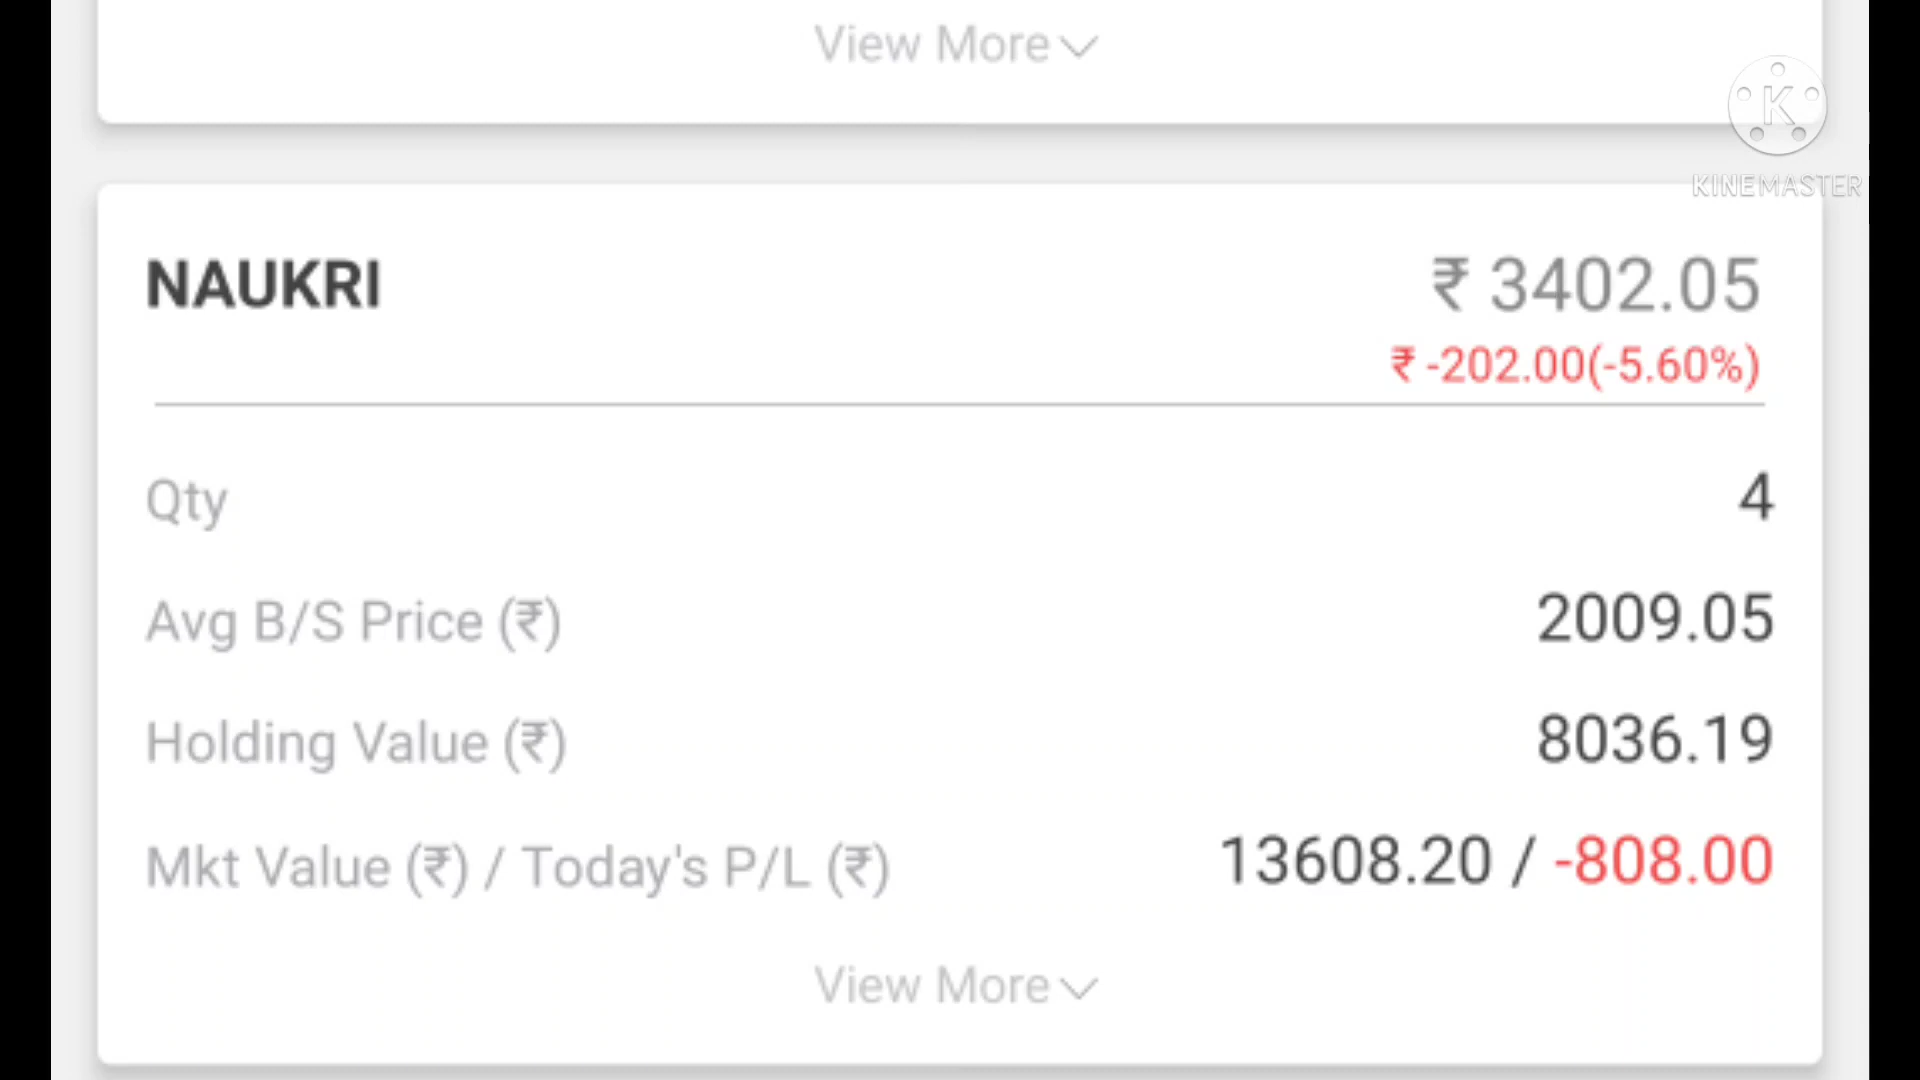 View More
K
KINEMASTER
NAUKRI
₹ 3402.05
₹ -202.00(-5.60%)
Qty 4
Avg B/S Price (₹) 2009.05
Holding Value (₹) 8036.19
Mkt Value (₹) / Today's P/L (₹) 13608.20 / -808.00
View More